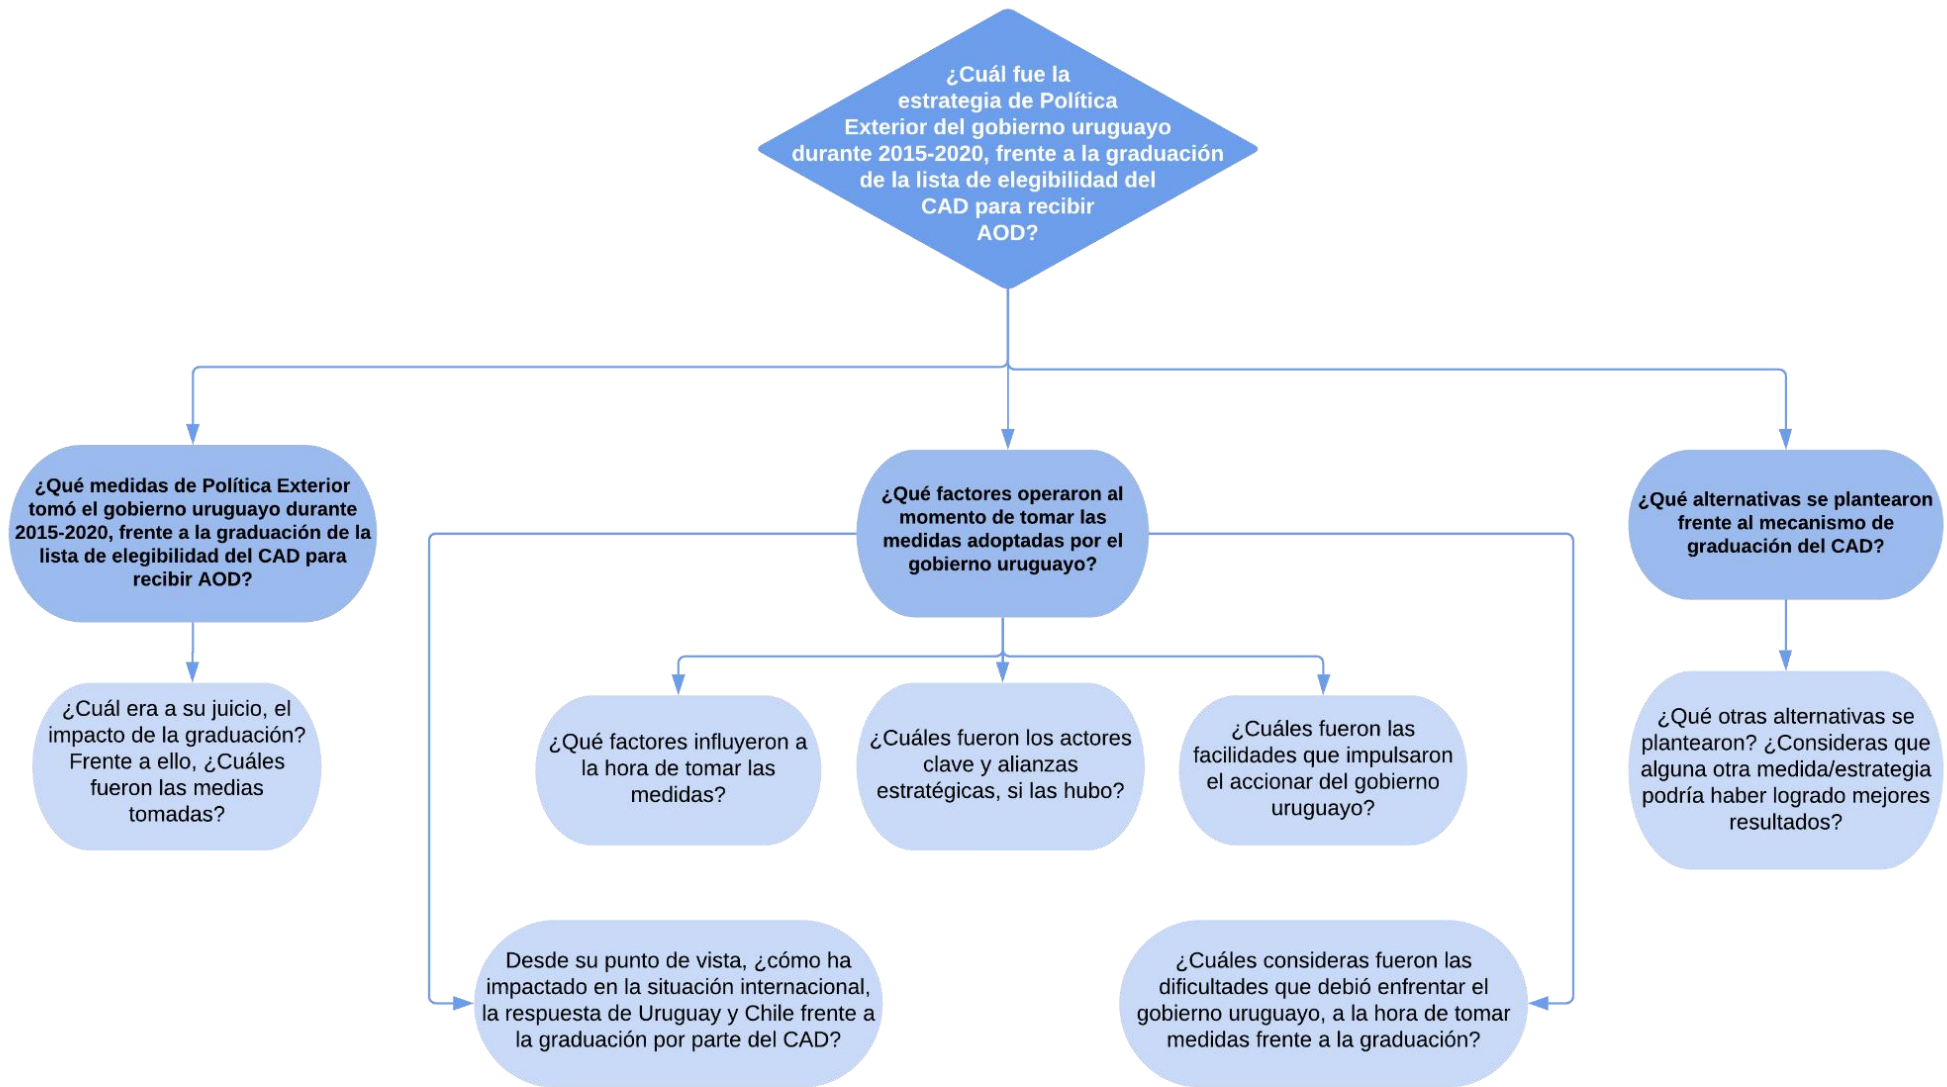 ¿Cuál fue la
estrategia de Política
Exterior del gobierno uruguayo
durante 2015-2020, frente a la graduación
de la lista de elegibilidad del
CAD para recibir
AOD?
¿Qué medidas de Política Exterior
tomó el gobierno uruguayo durante
2015-2020, frente a la graduación de la
lista de elegibilidad del CAD para
recibir AOD?
¿Qué factores operaron al
momento de tomar las
medidas adoptadas por el
gobierno uruguayo?
¿Qué alternativas se plantearon
frente al mecanismo de
graduación del CAD?
¿Cuál era a su juicio, el
impacto de la graduación?
Frente a ello, ¿Cuáles
fueron las medias
tomadas?
¿Qué factores influyeron a
la hora de tomar las
medidas?
¿Cuáles fueron los actores
clave y alianzas
estratégicas, si las hubo?
¿Cuáles fueron las
facilidades que impulsaron
el accionar del gobierno
uruguayo?
¿Qué otras alternativas se
plantearon? ¿Consideras que
alguna otra medida/estrategia
podría haber logrado mejores
resultados?
Desde su punto de vista, ¿cómo ha
impactado en la situación internacional,
la respuesta de Uruguay y Chile frente a
la graduación por parte del CAD?
¿Cuáles consideras fueron las
dificultades que debió enfrentar el
gobierno uruguayo, a la hora de tomar
medidas frente a la graduación?